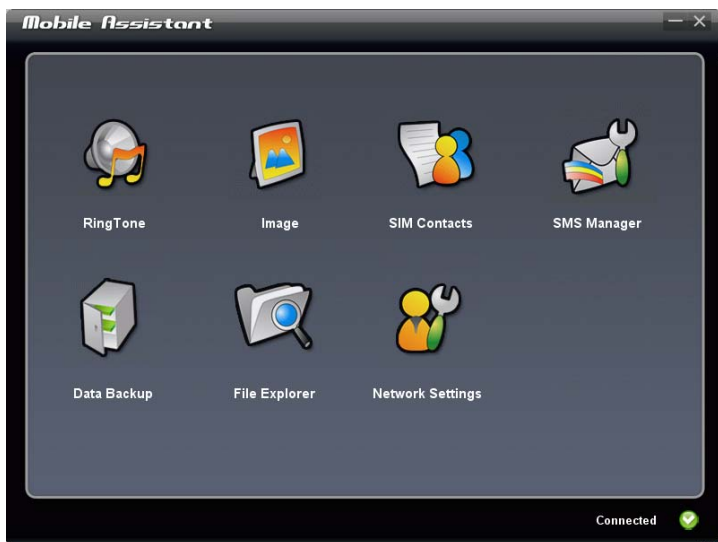 Mobile Assistant
RingTone Image SIM Contacts SMS Manager
Data Backup File Explorer Network Settings
Connected